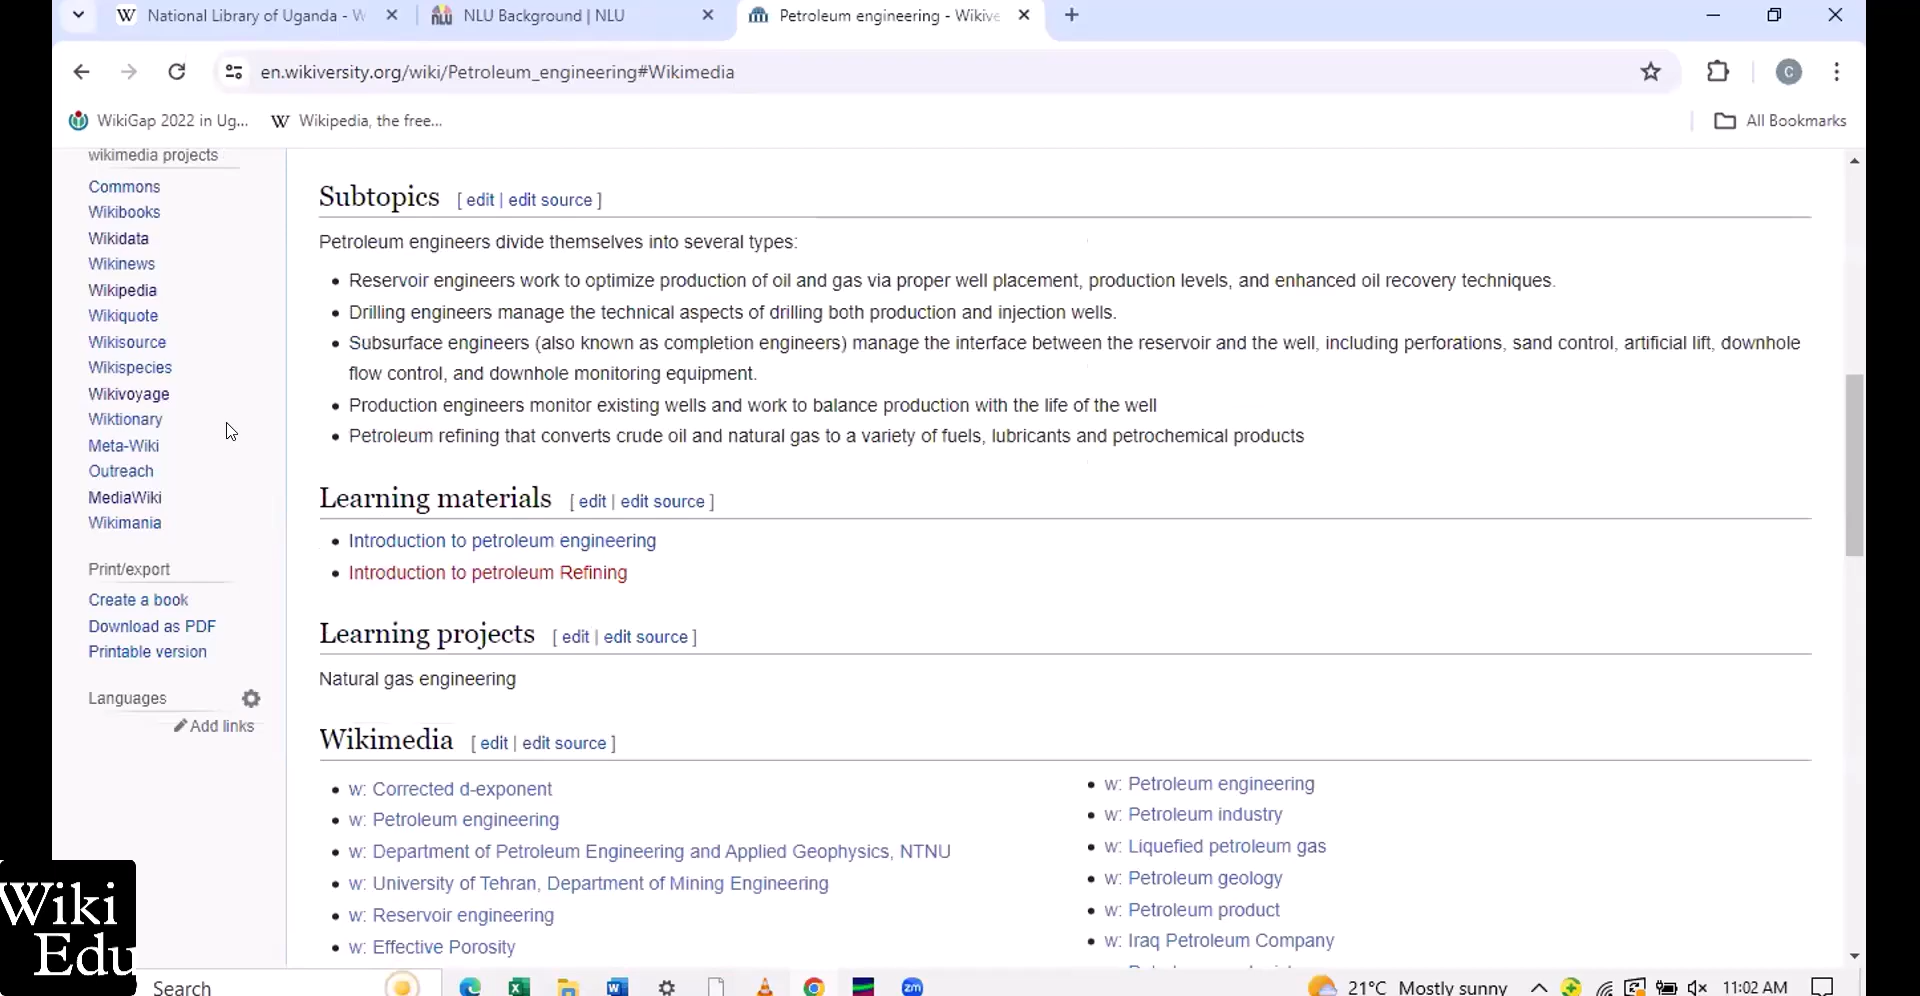 National Library of Uganda - W
NLU Background | NLU
Petroleum engineering - Wikive
en.wikiversity.org/wiki/Petroleum_engineering#Wikimedia
C
WikiGap 2022 in Ug...
Wikipedia, the free...
All Bookmarks
wikimedia projects
Commons
Wikibooks
Wikidata
Wikinews
Wikipedia
Wikiquote
Wikisource
Wikispecies
Wikivoyage
Wiktionary
Meta-Wiki
Outreach
MediaWiki
Wikimania
Print/export
Create a book
Download as PDF
Printable version
Languages
Add links
Subtopics [ edit | edit source ]
Petroleum engineers divide themselves into several types:
Reservoir engineers work to optimize production of oil and gas via proper well placement, production levels, and enhanced oil recovery techniques.
Drilling engineers manage the technical aspects of drilling both production and injection wells.
Subsurface engineers (also known as completion engineers) manage the interface between the reservoir and the well, including perforations, sand control, artificial lift, downhole
flow control, and downhole monitoring equipment.
Production engineers monitor existing wells and work to balance production with the life of the well
Petroleum refining that converts crude oil and natural gas to a variety of fuels, lubricants and petrochemical products
Learning materials [ edit | edit source ]
Introduction to petroleum engineering
Introduction to petroleum Refining
Learning projects [ edit | edit source ]
Natural gas engineering
Wikimedia [ edit | edit source ]
w: Corrected d-exponent
w: Petroleum engineering
w: Department of Petroleum Engineering and Applied Geophysics, NTNU
w: University of Tehran, Department of Mining Engineering
w: Reservoir engineering
w: Effective Porosity
w: Petroleum engineering
w: Petroleum industry
w: Liquefied petroleum gas
w: Petroleum geology
w: Petroleum product
w: Iraq Petroleum Company
Wiki
Edu
Search
zm
21°C Mostly sunny
11:02 AM